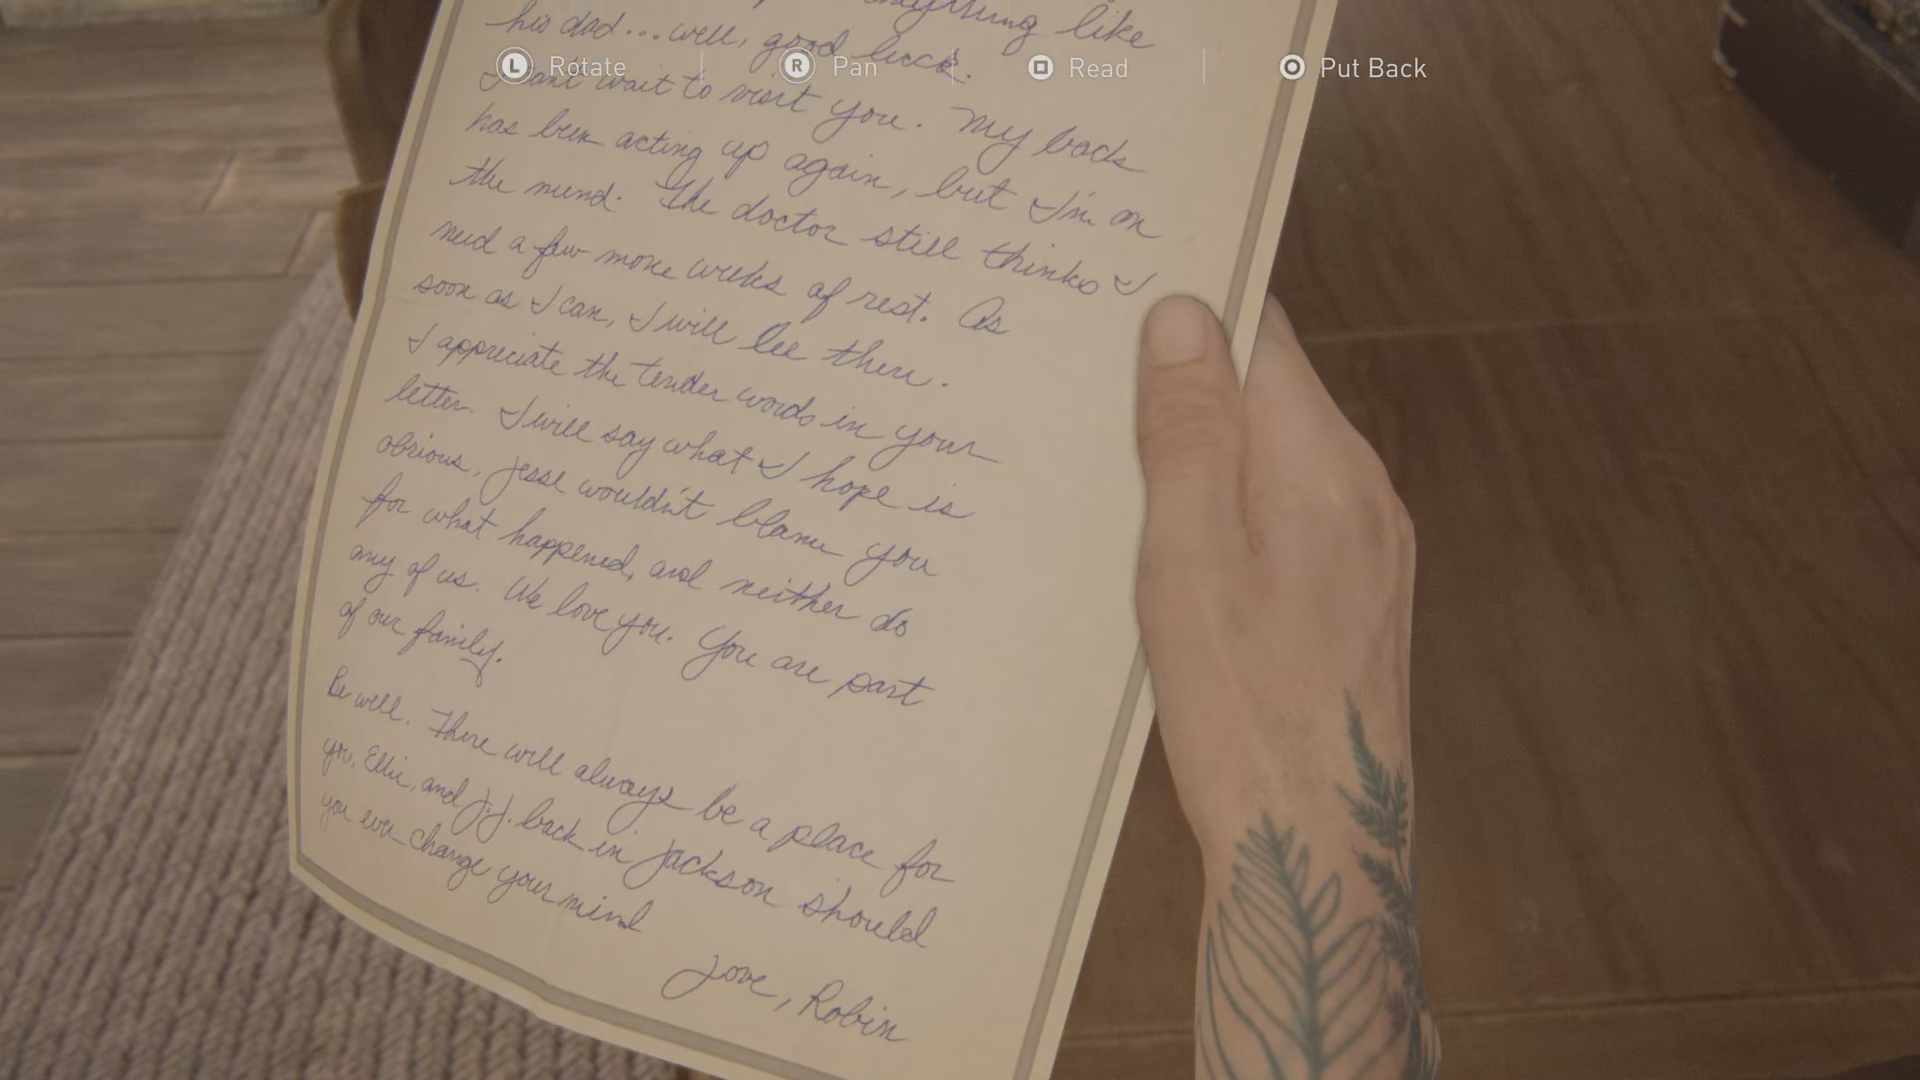 anything like
his dad... well, good luck.
L Rotate R Pan Read Put Back
I can't wait to visit you. My back
has been acting up again, but I'm on
the mend. The doctor still thinks I
need a few more weeks of rest. As
soon as I can, I will be there.
I appreciate the tender words in your
letter. I will say what I hope is
obvious, Jesse wouldn't blame you
for what happened, and neither do
any of us. We love you. You are part
of our family.
Be well. There will always be a place for
you, Ellie, and J.J. back in Jackson should
you ever change your mind
Love, Robin